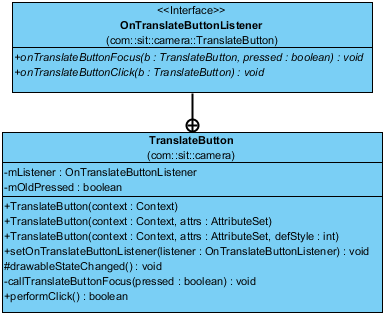 <<Interface>>
OnTranslateButtonListener
(com::sit::camera::TranslateButton)
+onTranslateButtonFocus(b : TranslateButton, pressed : boolean) : void
+onTranslateButtonClick(b : TranslateButton) : void
TranslateButton
(com::sit::camera)
-mListener : OnTranslateButtonListener
-mOldPressed : boolean
+TranslateButton(context : Context)
+TranslateButton(context : Context, attrs : AttributeSet)
+TranslateButton(context : Context, attrs : AttributeSet, defStyle : int)
+setOnTranslateButtonListener(listener : OnTranslateButtonListener) : void
#drawableStateChanged() : void
-callTranslateButtonFocus(pressed : boolean) : void
+performClick() : boolean